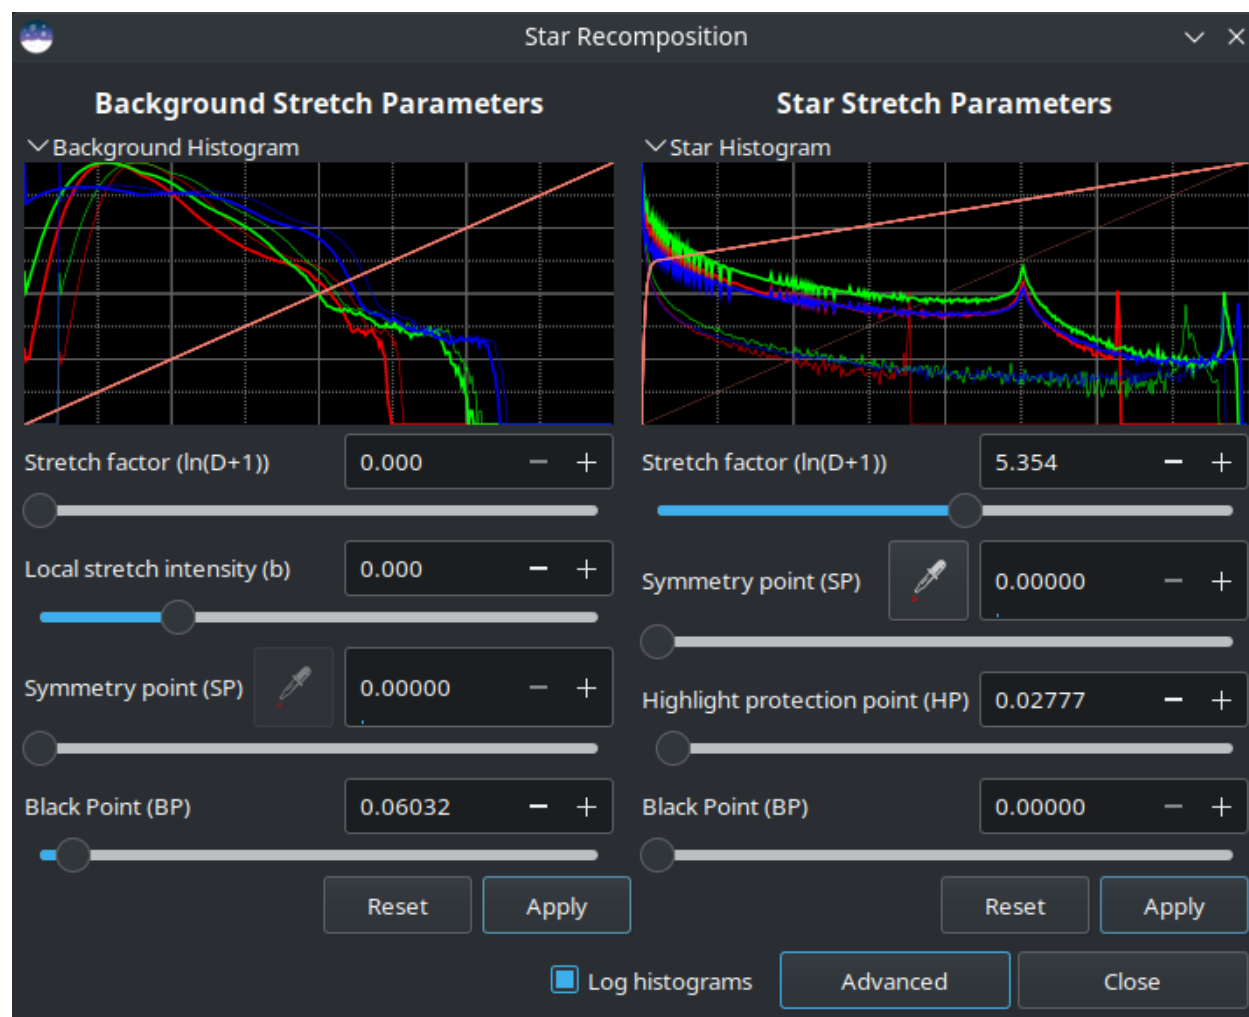 Star Recomposition
Background Stretch Parameters
Background Histogram
Stretch factor (ln(D+1)) 0.000
Local stretch intensity (b) 0.000
Symmetry point (SP) 0.00000
Black Point (BP) 0.06032
Reset Apply
Star Stretch Parameters
Star Histogram
Stretch factor (ln(D+1)) 5.354
Symmetry point (SP) 0.00000
Highlight protection point (HP) 0.02777
Black Point (BP) 0.00000
Reset Apply
Log histograms Advanced Close